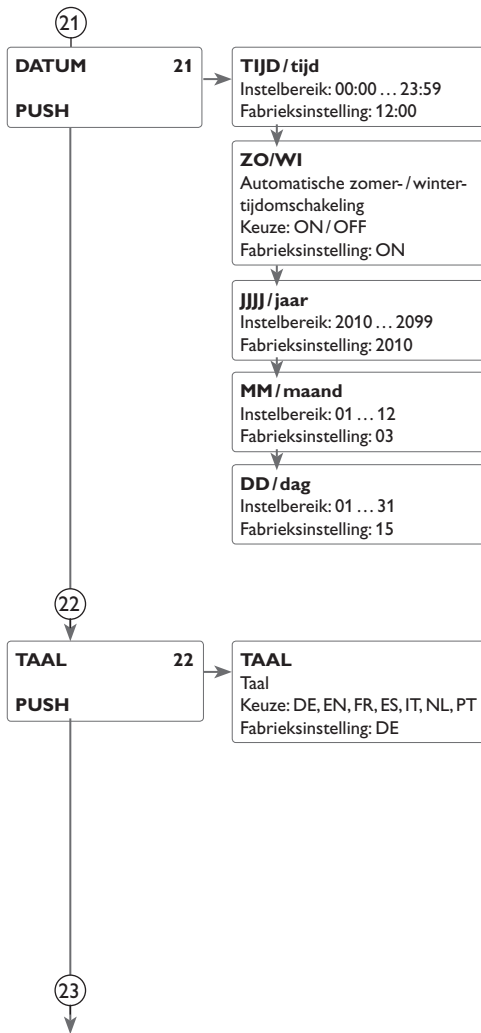 21
DATUM 21
PUSH
TIJD/tijd
Instelbereik: 00:00 … 23:59
Fabrieksinstelling: 12:00
ZO/WI
Automatische zomer-/winter-
tijdomschakeling
Keuze: ON/OFF
Fabrieksinstelling: ON
JJJJ/jaar
Instelbereik: 2010 … 2099
Fabrieksinstelling: 2010
MM/maand
Instelbereik: 01 … 12
Fabrieksinstelling: 03
DD/dag
Instelbereik: 01 … 31
Fabrieksinstelling: 15
22
TAAL 22
PUSH
TAAL
Taal
Keuze: DE, EN, FR, ES, IT, NL, PT
Fabrieksinstelling: DE
23